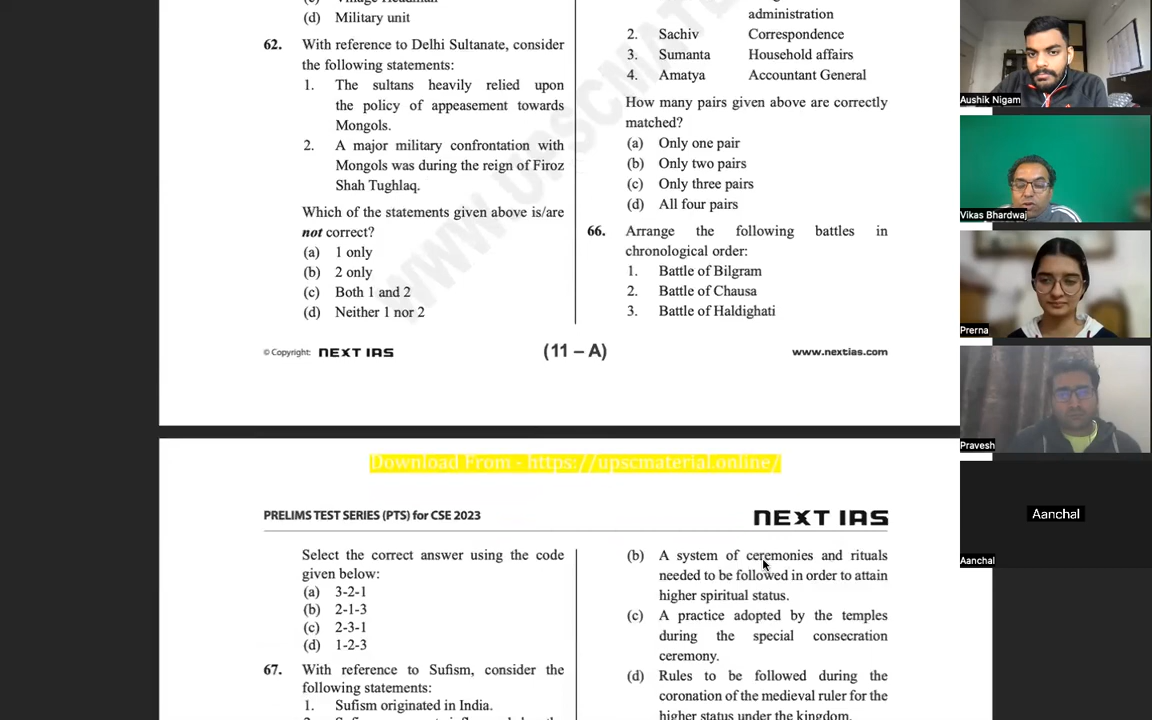 (d) Military unit
62. With reference to Delhi Sultanate, consider
the following statements:
1. The sultans heavily relied upon
the policy of appeasement towards
Mongols.
2. A major military confrontation with
Mongols was during the reign of Firoz
Shah Tughlaq.
Which of the statements given above is/are
not correct?
(a) 1 only
(b) 2 only
(c) Both 1 and 2
(d) Neither 1 nor 2
administration
2. Sachiv Correspondence
3. Sumanta Household affairs
4. Amatya Accountant General
How many pairs given above are correctly
matched?
(a) Only one pair
(b) Only two pairs
(c) Only three pairs
(d) All four pairs
66. Arrange the following battles in
chronological order:
1. Battle of Bilgram
2. Battle of Chausa
3. Battle of Haldighati
© Copyright: NEXT IAS
(11 – A)
www.nextias.com
Download From - https://upscmaterial.online/
PRELIMS TEST SERIES (PTS) for CSE 2023
NEXT IAS
Select the correct answer using the code
given below:
(a) 3-2-1
(b) 2-1-3
(c) 2-3-1
(d) 1-2-3
67. With reference to Sufism, consider the
following statements:
1. Sufism originated in India.
(b) A system of ceremonies and rituals
needed to be followed in order to attain
higher spiritual status.
(c) A practice adopted by the temples
during the special consecration
ceremony.
(d) Rules to be followed during the
coronation of the medieval ruler for the
higher status under the kingdom.
Aushik Nigam
Vikas Bhardwaj
Prerna
Pravesh
Aanchal
Aanchal